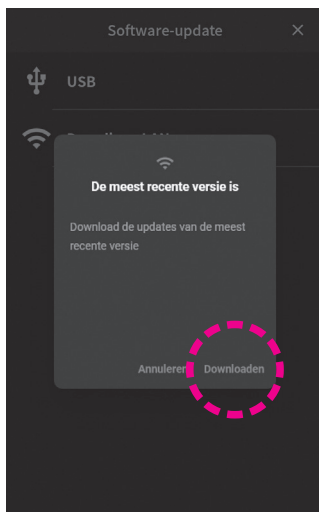 Software-update
USB
De meest recente versie is
Download de updates van de meest
recente versie
Annuleren
Downloaden